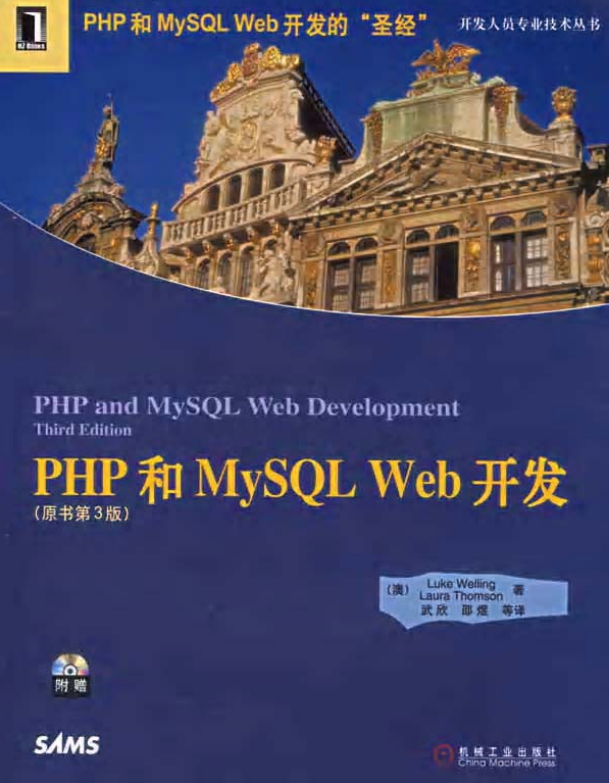 PHP 和 MySQL Web 开发的“圣经”
开发人员专业技术丛书
HZ Books
PHP and MySQL Web Development
Third Edition
PHP 和 MySQL Web 开发
(原书第3版)
(澳) Luke Welling
Laura Thomson 著
武欣 邵煜 等译
附赠
SAMS
机械工业出版社
China Machine Press